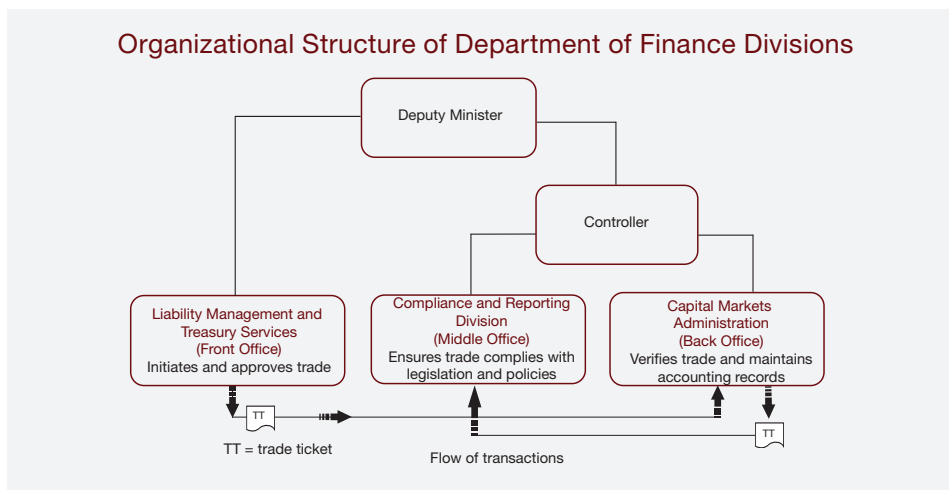 Organizational Structure of Department of Finance Divisions
Deputy Minister
Controller
Liability Management and
Treasury Services
(Front Office)
Initiates and approves trade
Compliance and Reporting
Division
(Middle Office)
Ensures trade complies with
legislation and policies
Capital Markets
Administration
(Back Office)
Verifies trade and maintains
accounting records
TT
TT
TT = trade ticket
Flow of transactions